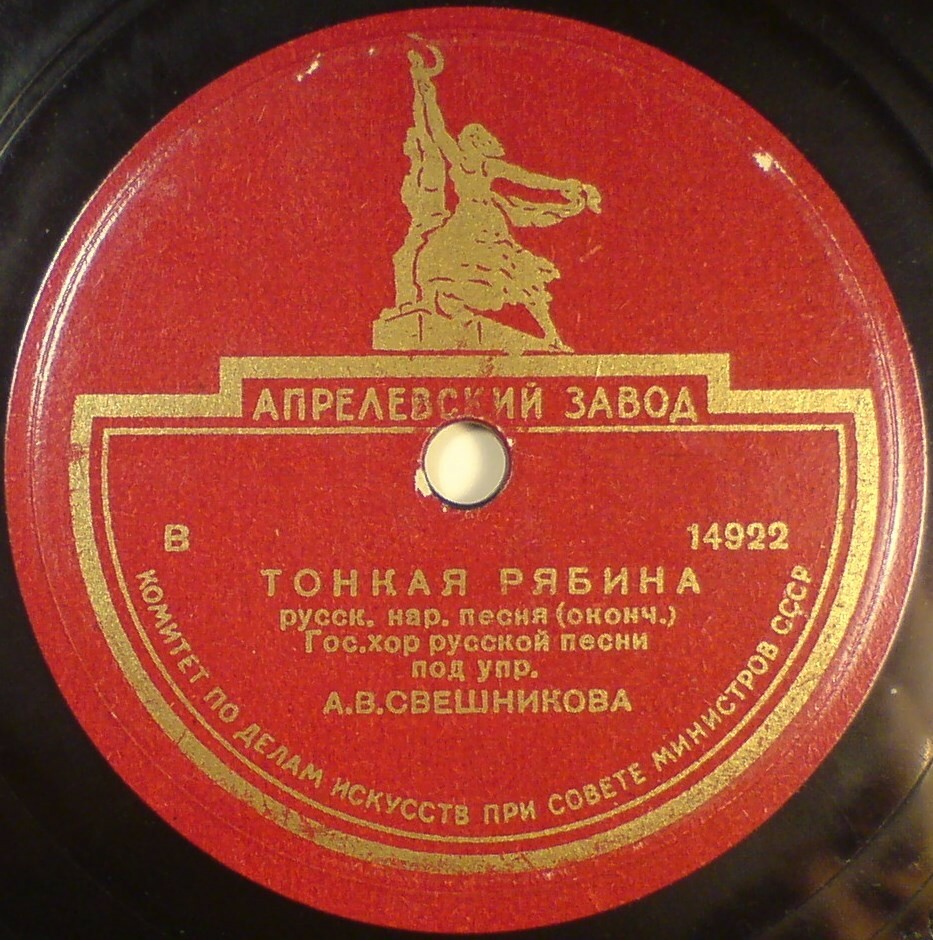 АПРЕЛЕВСКИЙ ЗАВОД
В 14922
ТОНКАЯ РЯБИНА
русск. нар. песня (оконч.)
Гос.хор русской песни
под упр.
А.В.СВЕШНИКОВА
КОМИТЕТ ПО ДЕЛАМ ИСКУССТВ ПРИ СОВЕТЕ МИНИСТРОВ СССР